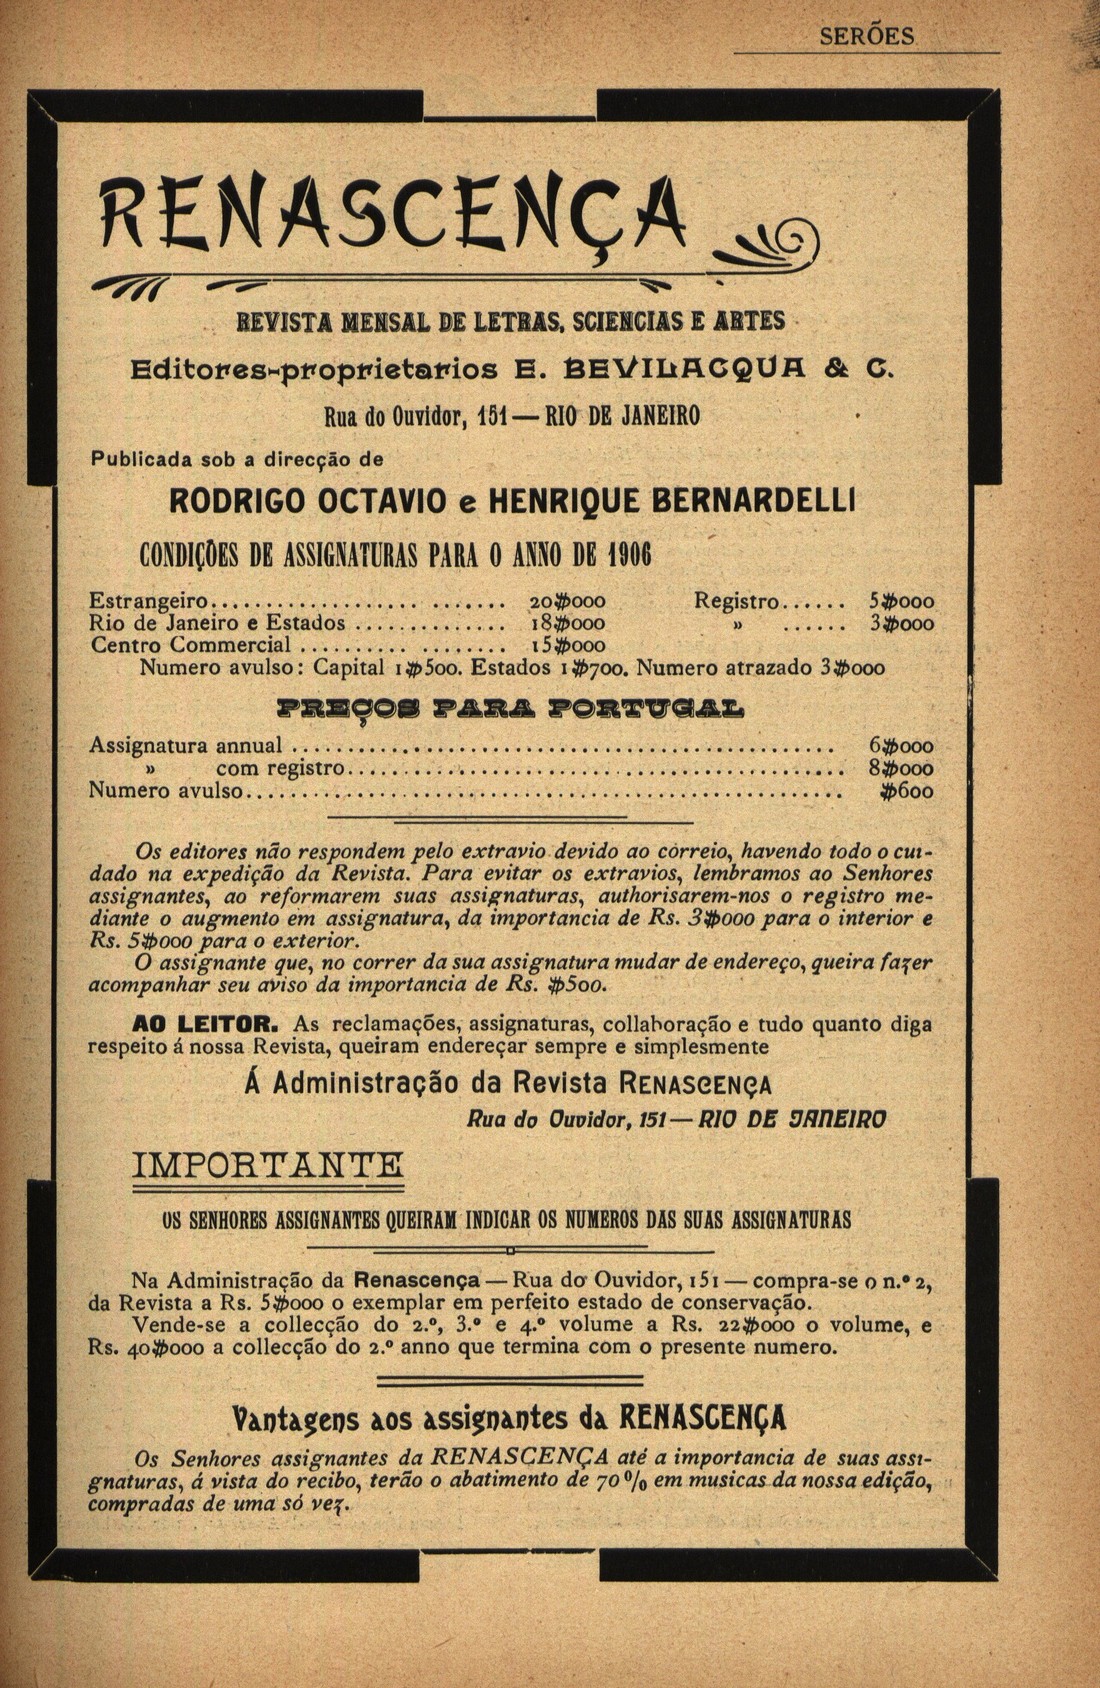 SERÕES
RENASCENÇA
REVISTA MENSAL DE LETRAS, SCIENCIAS E ARTES
Editores-proprietarios E. BEVILACQUA & C.
Rua do Ouvidor, 151 — RIO DE JANEIRO
Publicada sob a direcção de
RODRIGO OCTAVIO e HENRIQUE BERNARDELLI
CONDIÇÕES DE ASSIGNATURAS PARA O ANNO DE 1906
Estrangeiro.................. ....... 20$000 Registro...... 5$000
Rio de Janeiro e Estados .............. 18$000 » ...... 3$000
Centro Commercial .......... ........ 15$000
Numero avulso: Capital 1$500. Estados 1$700. Numero atrazado 3$000
PREÇOS PARA PORTUGAL
Assignatura annual .................................................. 6$000
» com registro.............................................. 8$000
Numero avulso...................................................... $600
Os editores não respondem pelo extravio devido ao correio, havendo todo o cui-
dado na expedição da Revista. Para evitar os extravios, lembramos ao Senhores
assignantes, ao reformarem suas assignaturas, authorisarem-nos o registro me-
diante o augmento em assignatura, da importancia de Rs. 3$000 para o interior e
Rs. 5$000 para o exterior.
O assignante que, no correr da sua assignatura mudar de endereço, queira fazer
acompanhar seu aviso da importancia de Rs. $500.
AO LEITOR. As reclamações, assignaturas, collaboração e tudo quanto diga
respeito á nossa Revista, queiram endereçar sempre e simplesmente
Á Administração da Revista RENASCENÇA
Rua do Ouvidor, 151 — RIO DE JANEIRO
IMPORTANTE
OS SENHORES ASSIGNANTES QUEIRAM INDICAR OS NUMEROS DAS SUAS ASSIGNATURAS
Na Administração da Renascença — Rua do Ouvidor, 151 — compra-se o n.º 2,
da Revista a Rs. 5$000 o exemplar em perfeito estado de conservação.
Vende-se a collecção do 2.º, 3.º e 4.º volume a Rs. 22$000 o volume, e
Rs. 40$000 a collecção do 2.º anno que termina com o presente numero.
Vantagens aos assignantes da RENASCENÇA
Os Senhores assignantes da RENASCENÇA até a importancia de suas assi-
gnaturas, á vista do recibo, terão o abatimento de 70 % em musicas da nossa edição,
compradas de uma só vez.